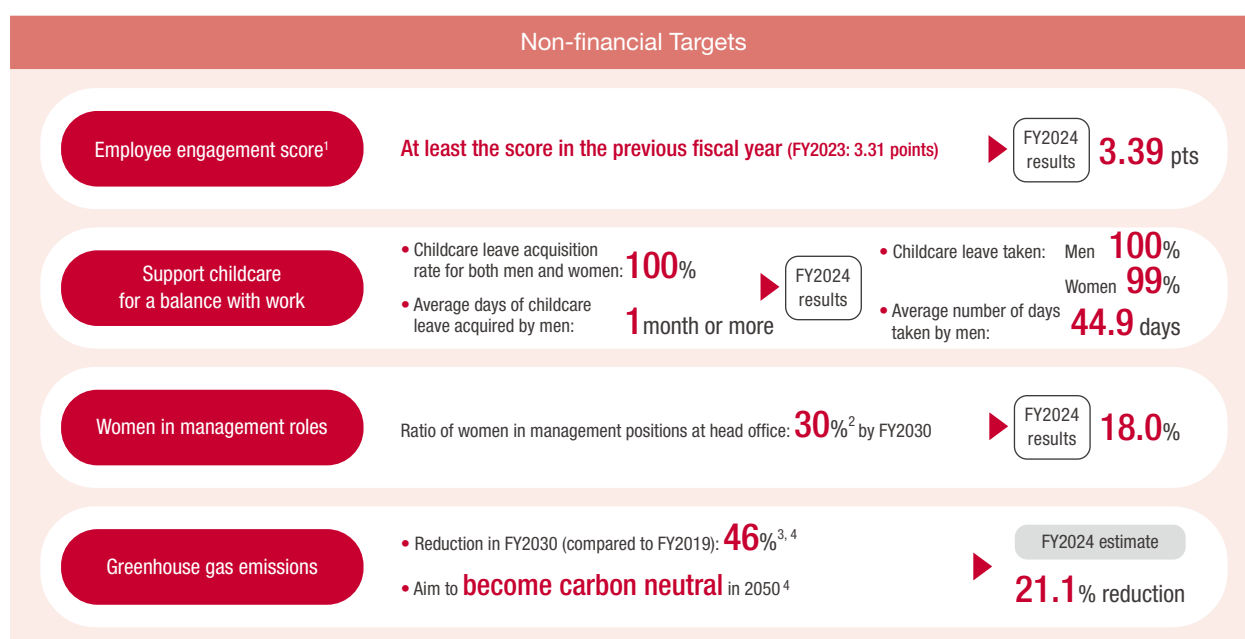 Non-financial Targets
Employee engagement score¹
At least the score in the previous fiscal year (FY2023: 3.31 points)
FY2024
results
3.39 pts
Support childcare
for a balance with work
• Childcare leave acquisition
rate for both men and women: 100%
• Average days of childcare
leave acquired by men: 1 month or more
FY2024
results
• Childcare leave taken: Men 100%
Women 99%
• Average number of days
taken by men: 44.9 days
Women in management roles
Ratio of women in management positions at head office: 30%² by FY2030
FY2024
results
18.0%
Greenhouse gas emissions
• Reduction in FY2030 (compared to FY2019): 46%³, ⁴
• Aim to become carbon neutral in 2050 ⁴
FY2024 estimate
21.1% reduction